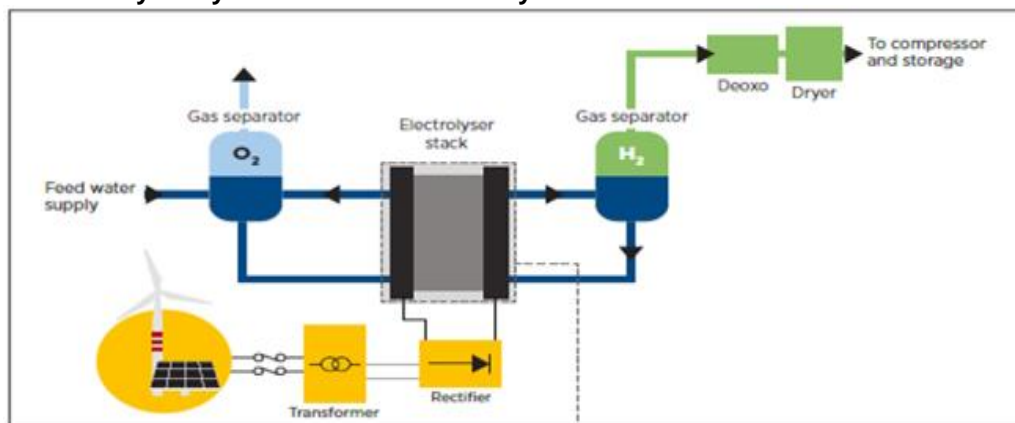 To compressor
and storage
Deoxo
Dryer
Gas separator
Electrolyser
stack
Gas separator
O₂
H₂
Feed water
supply
Transformer
Rectifier